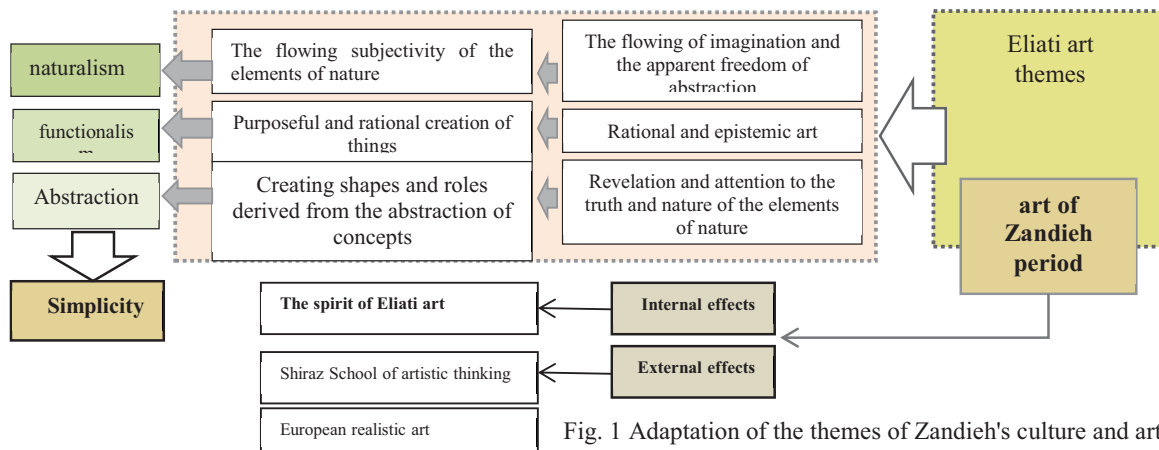 Eliati art
themes
art of
Zandieh
period
The flowing of imagination and
the apparent freedom of
abstraction
Rational and epistemic art
Revelation and attention to the
truth and nature of the elements
of nature
The flowing subjectivity of the
elements of nature
Purposeful and rational creation of
things
Creating shapes and roles
derived from the abstraction of
concepts
naturalism
functionalis
m
Abstraction
Simplicity
Internal effects
The spirit of Eliati art
External effects
Shiraz School of artistic thinking
European realistic art
Fig. 1 Adaptation of the themes of Zandieh's culture and art